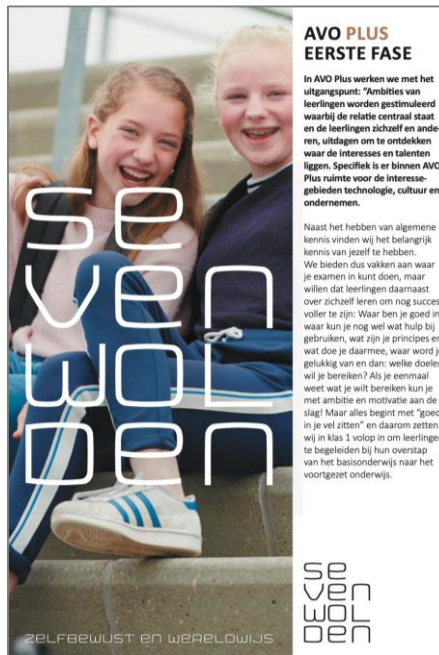 se
ven
wol
den
ZELFBEWUST EN WERELDWIJS
AVO PLUS
EERSTE FASE
In AVO Plus werken we met het
uitgangspunt: “Ambities van
leerlingen worden gestimuleerd
waarbij de relatie centraal staat
en de leerlingen zichzelf en ande-
ren, uitdagen om te ontdekken
waar de interesses en talenten
liggen. Specifiek is er binnen AVO
Plus ruimte voor de interesse-
gebieden technologie, cultuur en
ondernemen.
Naast het hebben van algemene
kennis vinden wij het belangrijk
kennis van jezelf te hebben.
We bieden dus vakken aan waar
je examen in kunt doen, maar
willen dat leerlingen daarnaast
over zichzelf leren om nog succes
voller te zijn: Waar ben je goed in,
waar kun je nog wel wat hulp bij
gebruiken, wat zijn je principes en
wat doe je daarmee, waar word je
gelukkig van en dan: welke doelen
wil je bereiken? Als je eenmaal
weet wat je wilt bereiken kun je
met ambitie en motivatie aan de
slag! Maar alles begint met “goed
in je vel zitten” en daarom zetten
wij in klas 1 volop in om leerlingen
te begeleiden bij hun overstap
van het basisonderwijs naar het
voortgezet onderwijs.
se
ven
wol
den